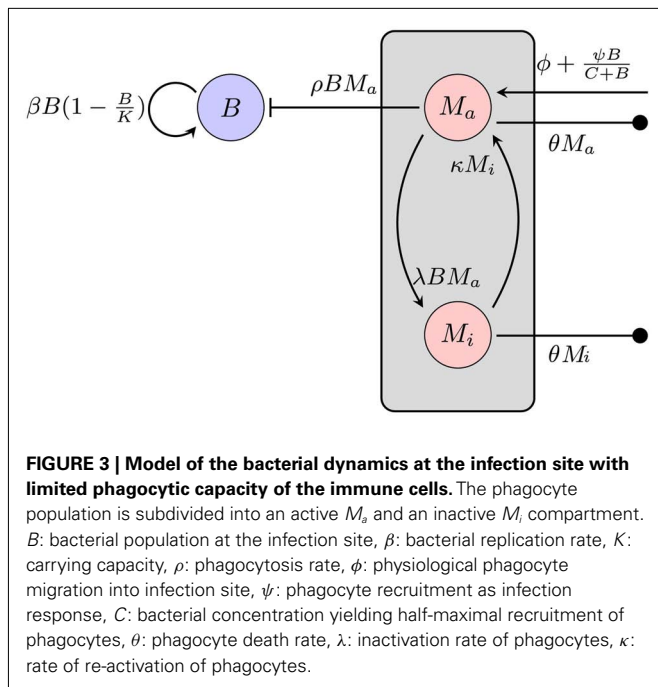 βB(1 − B/K)
B
ρBMₐ
Mₐ
ϕ + ψB/(C+B)
θMₐ
κMᵢ
λBMₐ
Mᵢ
θMᵢ
FIGURE 3 | Model of the bacterial dynamics at the infection site with
limited phagocytic capacity of the immune cells. The phagocyte
population is subdivided into an active Mₐ and an inactive Mᵢ compartment.
B: bacterial population at the infection site, β: bacterial replication rate, K:
carrying capacity, ρ: phagocytosis rate, ϕ: physiological phagocyte
migration into infection site, ψ: phagocyte recruitment as infection
response, C: bacterial concentration yielding half-maximal recruitment of
phagocytes, θ: phagocyte death rate, λ: inactivation rate of phagocytes, κ:
rate of re-activation of phagocytes.